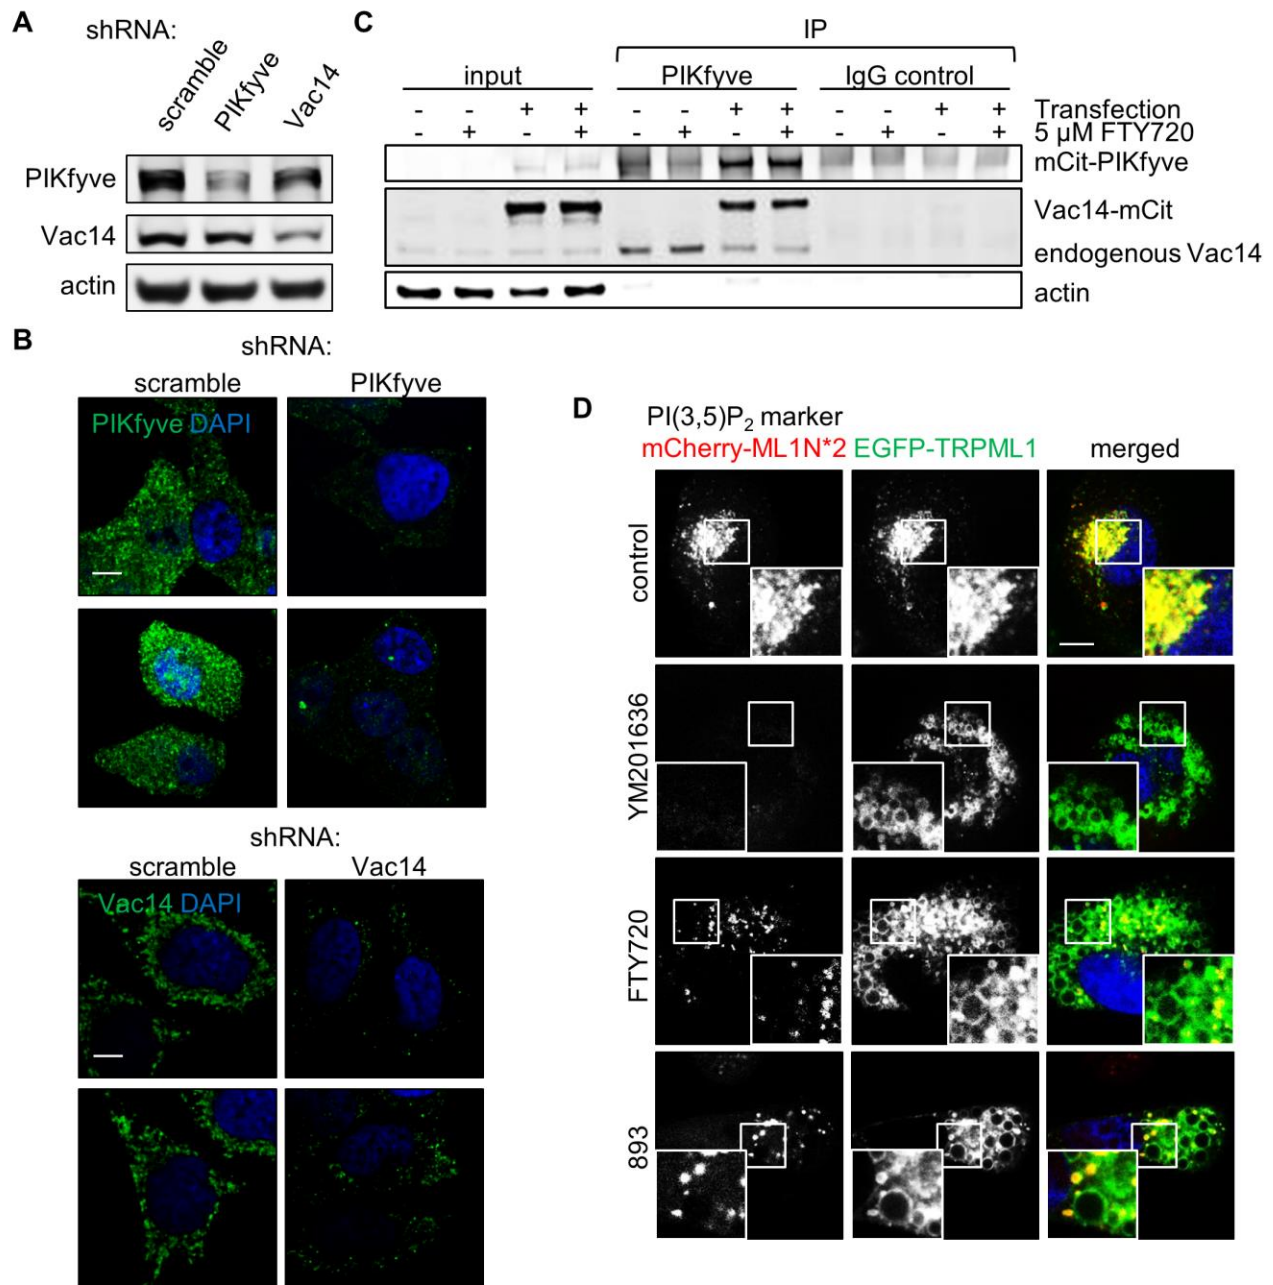 A
shRNA:
scramble
PIKfyve
Vac14
PIKfyve
Vac14
actin
C
IP
input
PIKfyve
IgG control
- - + + - - + + - - + + Transfection
- + - + - + - + - + - + 5 µM FTY720
mCit-PIKfyve
Vac14-mCit
endogenous Vac14
actin
B
shRNA:
scramble
PIKfyve
PIKfyve DAPI
shRNA:
scramble
Vac14
Vac14 DAPI
D
PI(3,5)P₂ marker
mCherry-ML1N*2 EGFP-TRPML1 merged
control
YM201636
FTY720
893